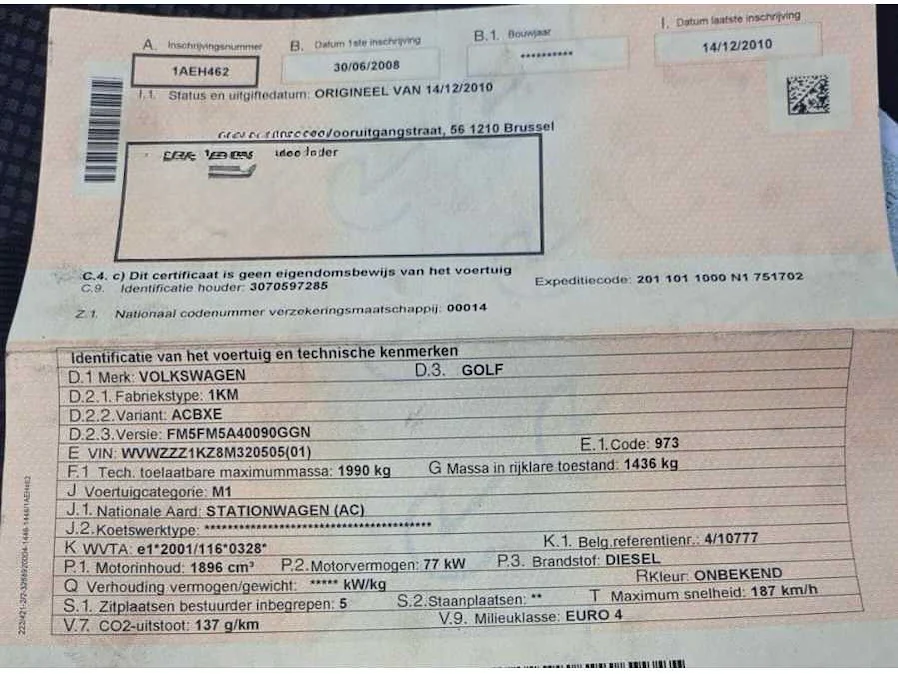 A. Inschrijvingsnummer B. Datum 1ste inschrijving B.1. Bouwjaar I. Datum laatste inschrijving
1AEH462 30/06/2008 ********** 14/12/2010
I.1. Status en uitgiftedatum: ORIGINEEL VAN 14/12/2010
56 1210 Brussel
C.4. c) Dit certificaat is geen eigendomsbewijs van het voertuig
C.9. Identificatie houder: 3070597285 Expeditiecode: 201 101 1000 N1 751702
Z.1. Nationaal codenummer verzekeringsmaatschappij: 00014
Identificatie van het voertuig en technische kenmerken
D.1 Merk: VOLKSWAGEN D.3. GOLF
D.2.1. Fabriekstype: 1KM
D.2.2. Variant: ACBXE
D.2.3. Versie: FM5FM5A40090GGN
E VIN: WVWZZZ1KZ8M320505(01) E.1. Code: 973
F.1 Tech. toelaatbare maximummassa: 1990 kg G Massa in rijklare toestand: 1436 kg
J Voertuigcategorie: M1
J.1. Nationale Aard: STATIONWAGEN (AC)
J.2. Koetswerktype: ****************************************
K WVTA: e1*2001/116*0328* K.1. Belg.referentienr.: 4/10777
P.1. Motorinhoud: 1896 cm³ P.2. Motorvermogen: 77 kW P.3. Brandstof: DIESEL
Q Verhouding vermogen/gewicht: ***** kW/kg R Kleur: ONBEKEND
S.1. Zitplaatsen bestuurder inbegrepen: 5 S.2. Staanplaatsen: ** T Maximum snelheid: 187 km/h
V.7. CO2-uitstoot: 137 g/km V.9. Milieuklasse: EURO 4